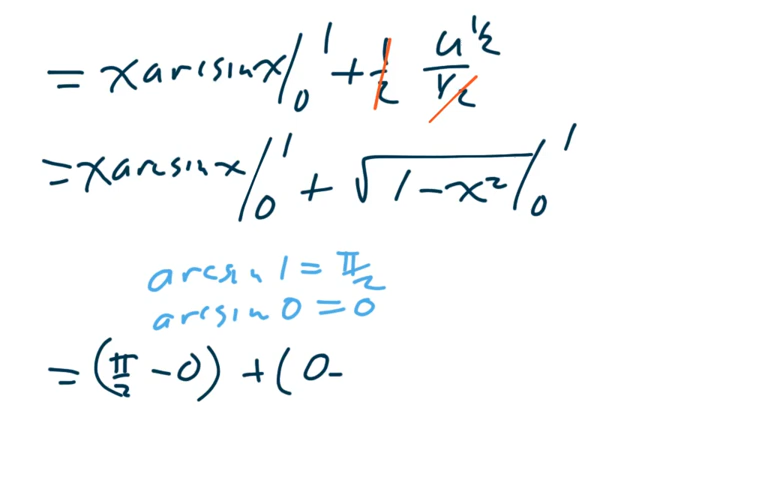 = x arcsin x /₀¹ + 1/2 u^½ / ½
= x arcsin x /₀¹ + √(1 - x²) /₀¹
arcsin 1 = π/2
arcsin 0 = 0
= (π/2 - 0) + (0 -